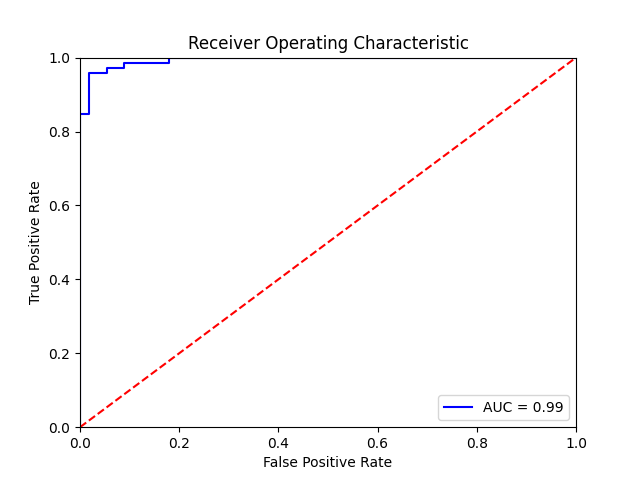 Receiver Operating Characteristic
True Positive Rate
1.0
0.8
0.6
0.4
0.2
0.0
AUC = 0.99
0.0 0.2 0.4 0.6 0.8 1.0
False Positive Rate